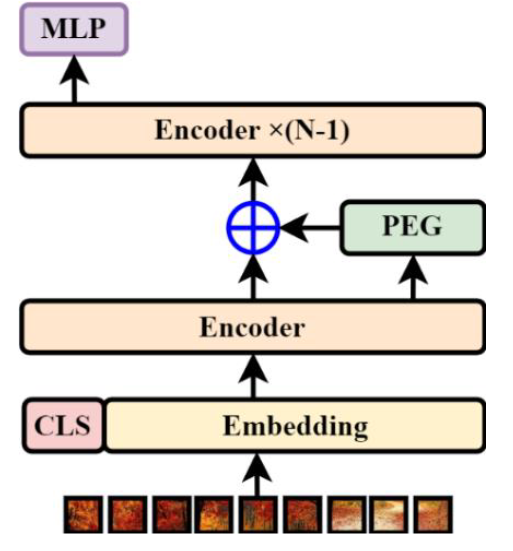 MLP
Encoder ×(N-1)
PEG
Encoder
CLS Embedding